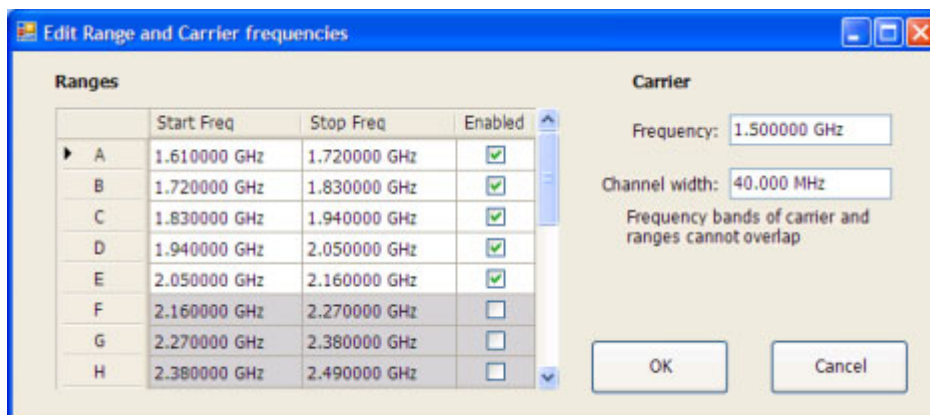 Edit Range and Carrier frequencies
Ranges
Start Freq Stop Freq Enabled
A 1.610000 GHz 1.720000 GHz
B 1.720000 GHz 1.830000 GHz
C 1.830000 GHz 1.940000 GHz
D 1.940000 GHz 2.050000 GHz
E 2.050000 GHz 2.160000 GHz
F 2.160000 GHz 2.270000 GHz
G 2.270000 GHz 2.380000 GHz
H 2.380000 GHz 2.490000 GHz
Carrier
Frequency: 1.500000 GHz
Channel width: 40.000 MHz
Frequency bands of carrier and
ranges cannot overlap
OK Cancel